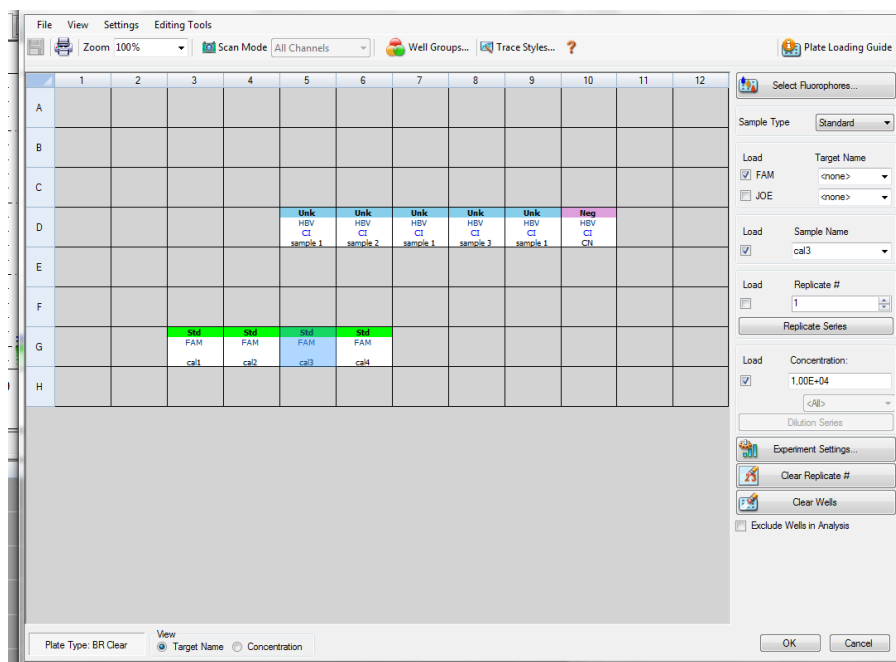 File View Settings Editing Tools
Zoom 100% Scan Mode All Channels Well Groups... Trace Styles... ? Plate Loading Guide
1 2 3 4 5 6 7 8 9 10 11 12
Select Fluorophores...
A
Sample Type Standard
B
Load Target Name
C
FAM <none>
JOE <none>
Unk Unk Unk Unk Unk Neg
D HBV HBV HBV HBV HBV HBV
CI CI CI CI CI CI
sample 1 sample 2 sample 1 sample 3 sample 1 CN
Load Sample Name
cal3
E
F
Load Replicate #
1
Replicate Series
Std Std Std Std
G FAM FAM FAM FAM
cal1 cal2 cal3 cal4
Load Concentration:
1,00E+04
H
<All>
Dilution Series
Experiment Settings...
Clear Replicate #
Clear Wells
Exclude Wells in Analysis
Plate Type: BR Clear
View
Target Name Concentration
OK Cancel